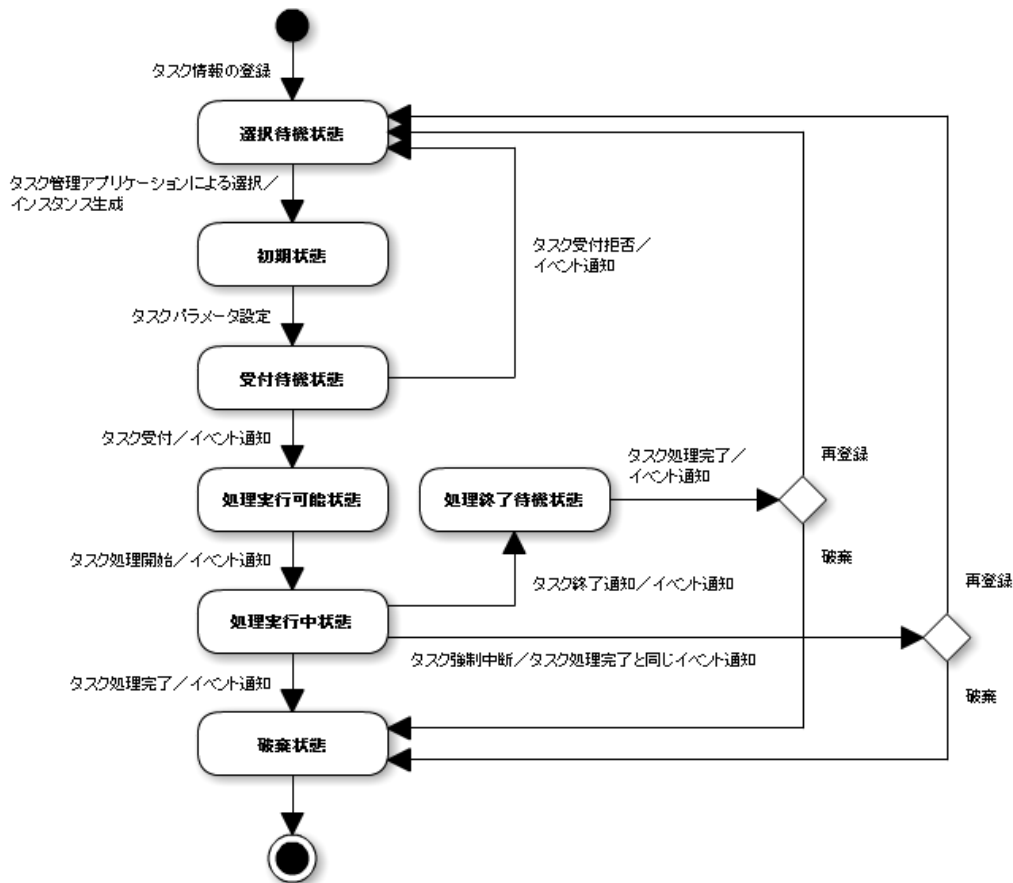 タスク情報の登録
選択待機状態
タスク管理アプリケーションによる選択／
インスタンス生成
初期状態
タスク受付拒否／
イベント通知
タスクパラメータ設定
受付待機状態
タスク受付／イベント通知
タスク処理完了／
イベント通知
再登録
処理実行可能状態
処理終了待機状態
破棄
タスク処理開始／イベント通知
タスク終了通知／イベント通知
再登録
処理実行中状態
タスク強制中断／タスク処理完了と同じイベント通知
タスク処理完了／イベント通知
破棄
破棄状態